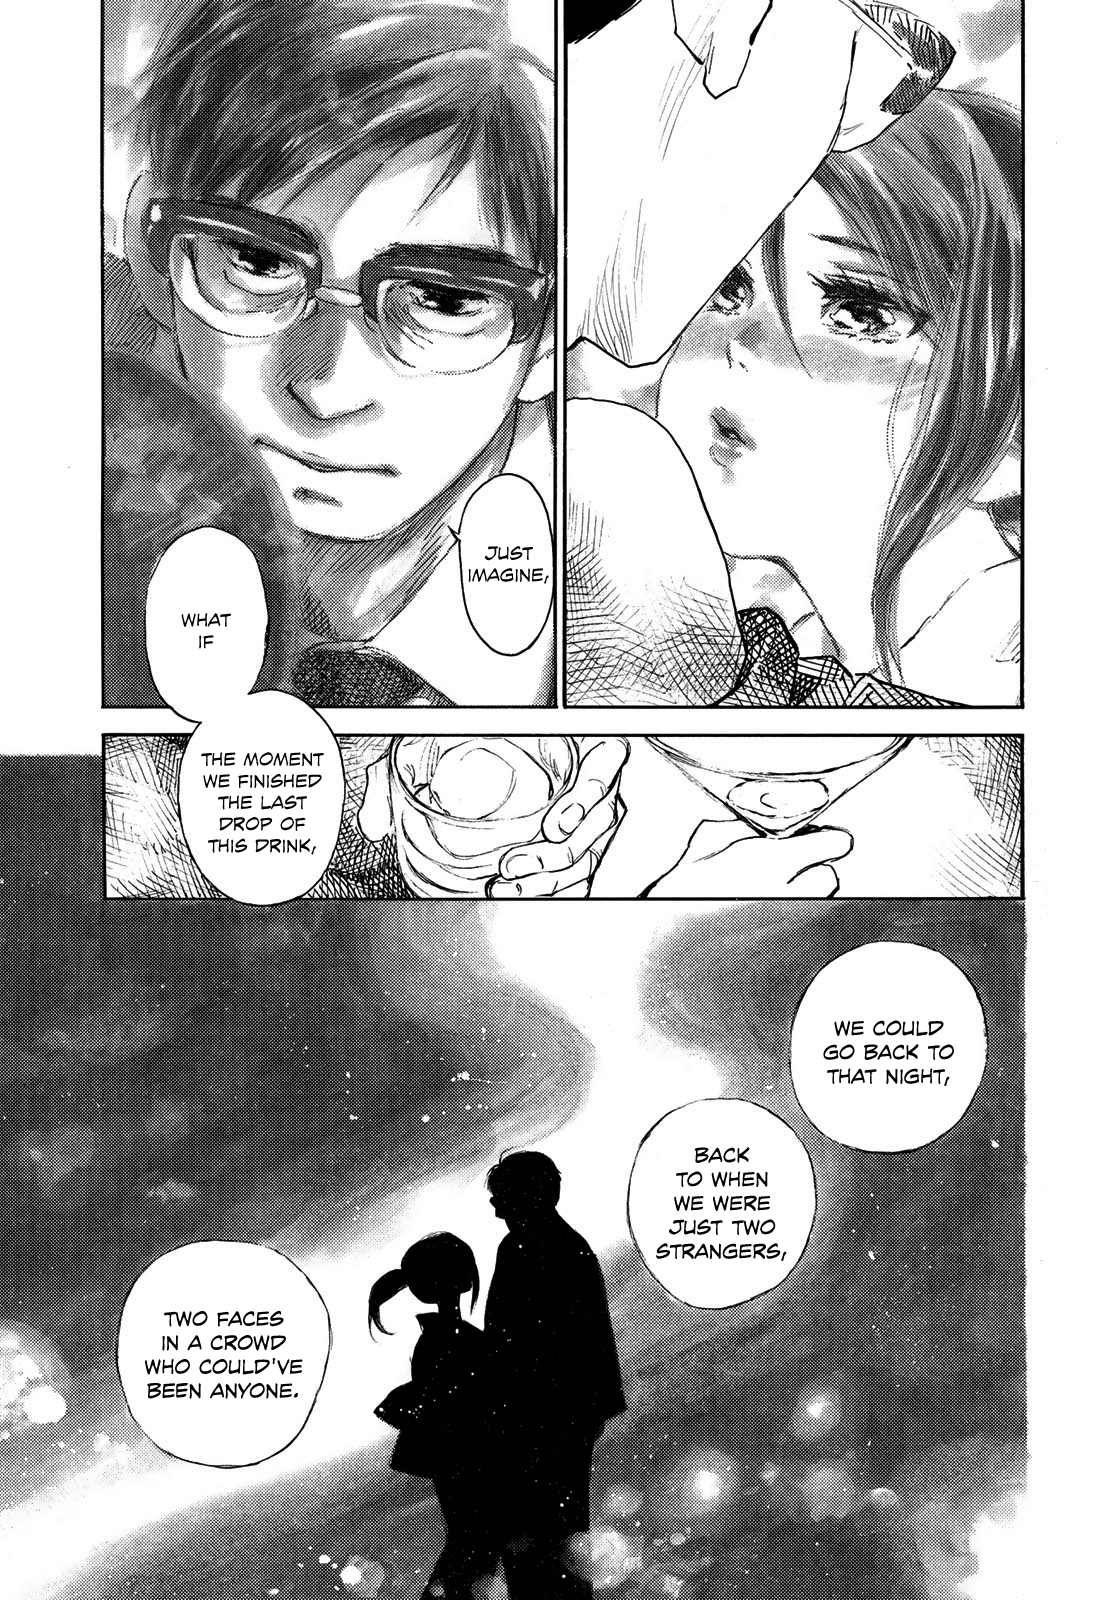 JUST
IMAGINE,
WHAT
IF
THE MOMENT
WE FINISHED
THE LAST
DROP OF
THIS DRINK,
WE COULD
GO BACK TO
THAT NIGHT,
BACK
TO WHEN
WE WERE
JUST TWO
STRANGERS,
TWO FACES
IN A CROWD
WHO COULD'VE
BEEN ANYONE.